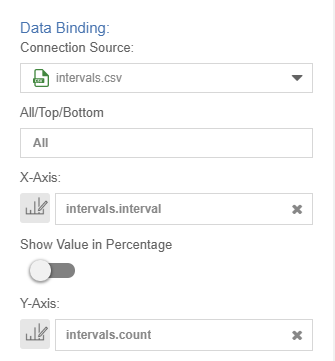 Data Binding:
Connection Source:
intervals.csv
All/Top/Bottom
All
X-Axis:
intervals.interval
Show Value in Percentage
Y-Axis:
intervals.count